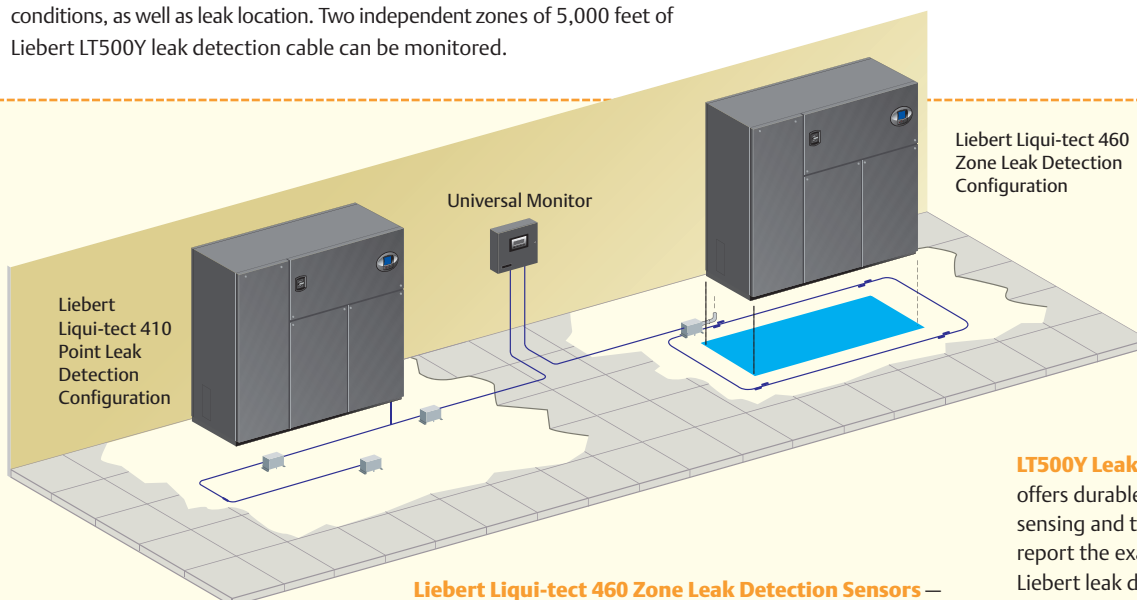 conditions, as well as leak location. Two independent zones of 5,000 feet of
Liebert LT500Y leak detection cable can be monitored.
Liebert Liqui-tect 460
Zone Leak Detection
Configuration
Universal Monitor
Liebert
Liqui-tect 410
Point Leak
Detection
Configuration
LT500Y Leak
offers durable
sensing and t
report the exa
Liebert leak d
Liebert Liqui-tect 460 Zone Leak Detection Sensors —